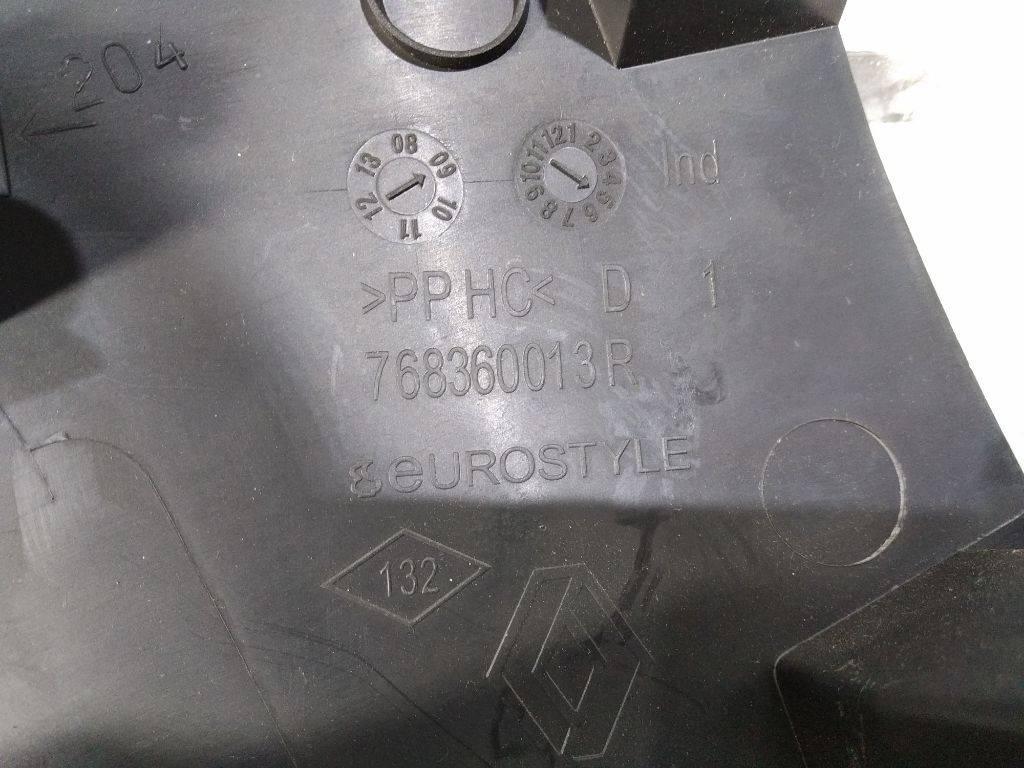 204
08 09 10 11 12 13
1 2 3 4 5 6 7 8 9 10 11 12
Ind
>PP HC< D 1
768360013R
eUROSTYLE
132